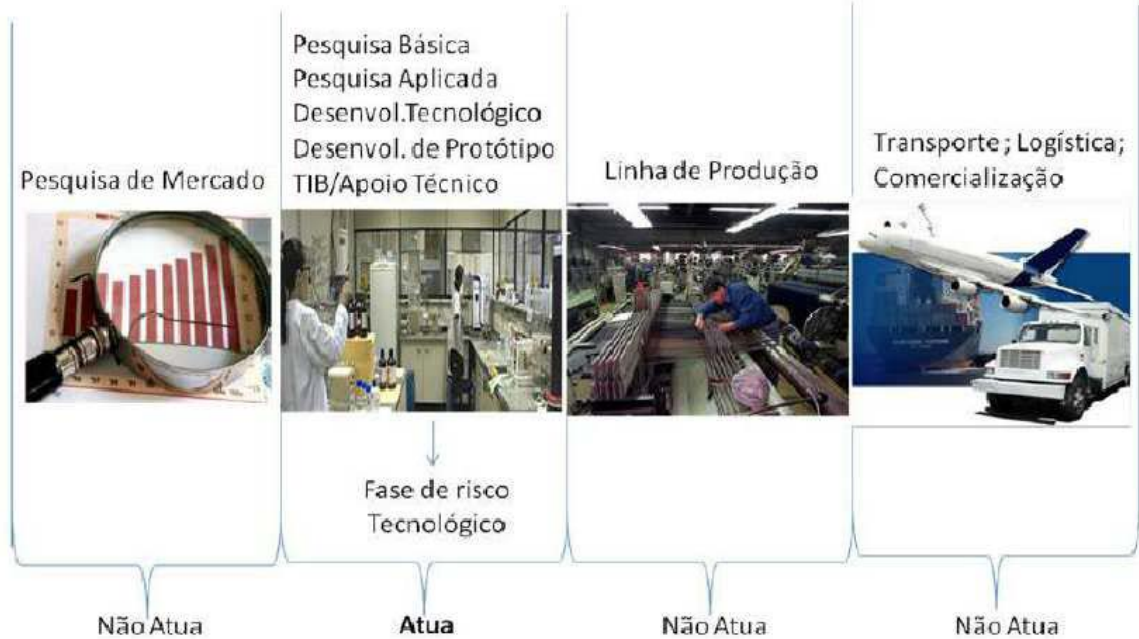 Pesquisa de Mercado
Pesquisa Básica
Pesquisa Aplicada
Desenvol.Tecnológico
Desenvol. de Protótipo
TIB/Apoio Técnico
Linha de Produção
Transporte; Logística;
Comercialização
Fase de risco
Tecnológico
Não Atua
Atua
Não Atua
Não Atua